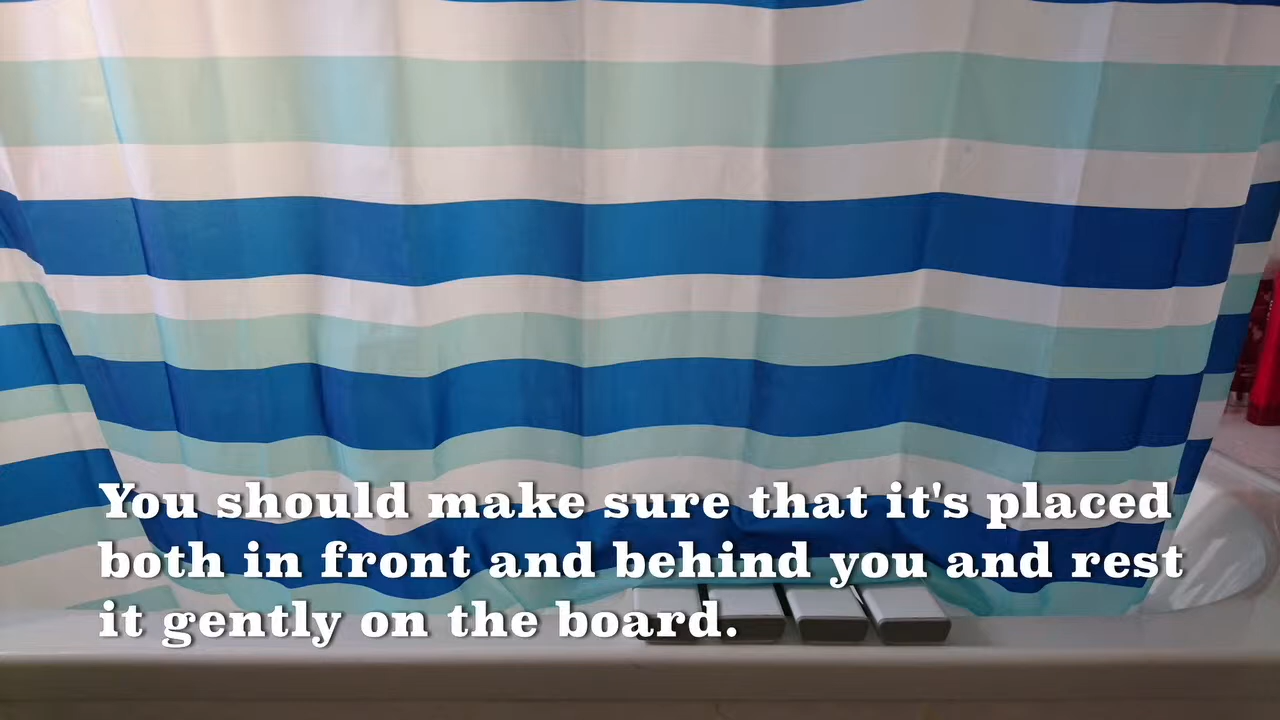 You should make sure that it's placed
both in front and behind you and rest
it gently on the board.